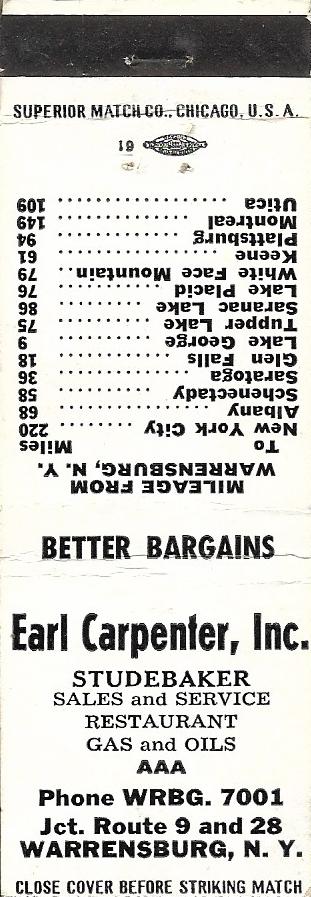 SUPERIOR MATCH CO., CHICAGO, U. S. A.
61
MILEAGE FROM
WARRENSBURG, N. Y.
To Miles
New York City ......... 220
Albany ................ 68
Schenectady ........... 58
Saratoga .............. 36
Glen Falls ............ 18
Lake George ........... 9
Tupper Lake ........... 75
Saranac Lake .......... 86
Lake Placid ........... 76
White Face Mountain .. 79
Keene ................. 61
Plattsburg ............ 94
Montreal .............. 149
Utica ................. 109
BETTER BARGAINS
Earl Carpenter, Inc.
STUDEBAKER
SALES and SERVICE
RESTAURANT
GAS and OILS
AAA
Phone WRBG. 7001
Jct. Route 9 and 28
WARRENSBURG, N. Y.
CLOSE COVER BEFORE STRIKING MATCH